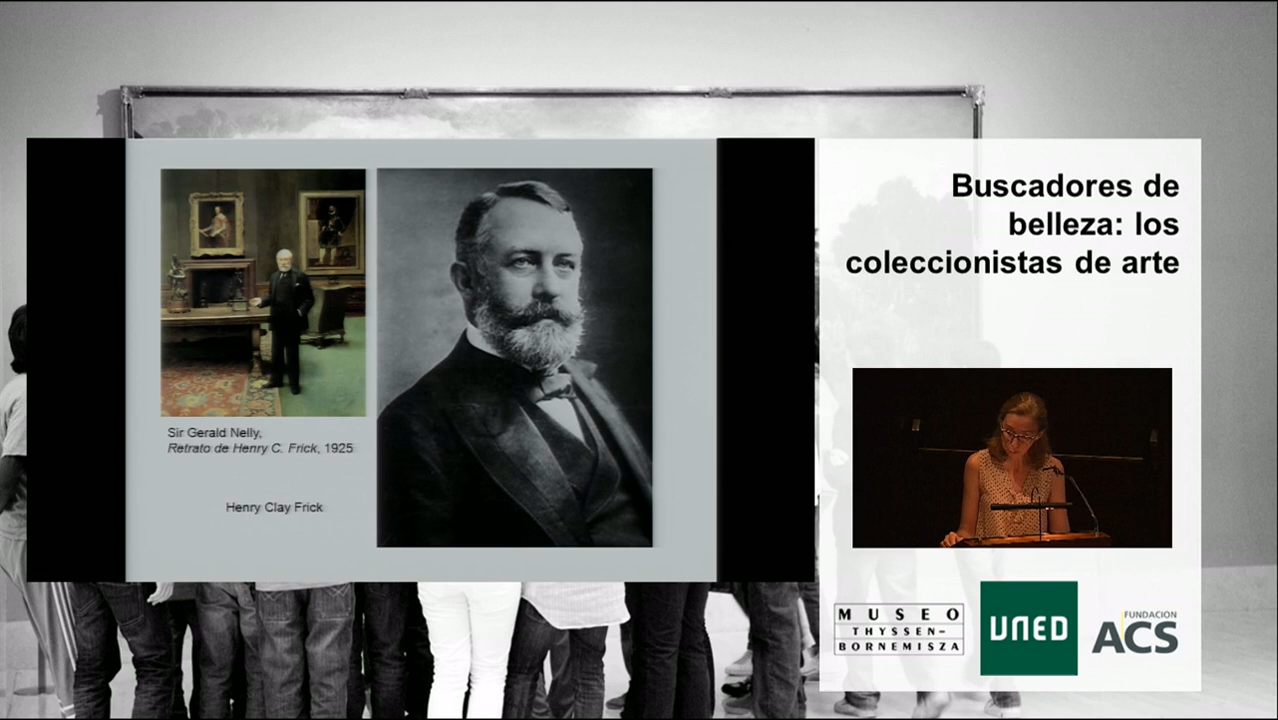 Sir Gerald Nelly,
Retrato de Henry C. Frick, 1925
Henry Clay Frick
Buscadores de
belleza: los
coleccionistas de arte
MUSEO
THYSSEN-
BORNEMISZA
UNED
FUNDACION
ACS